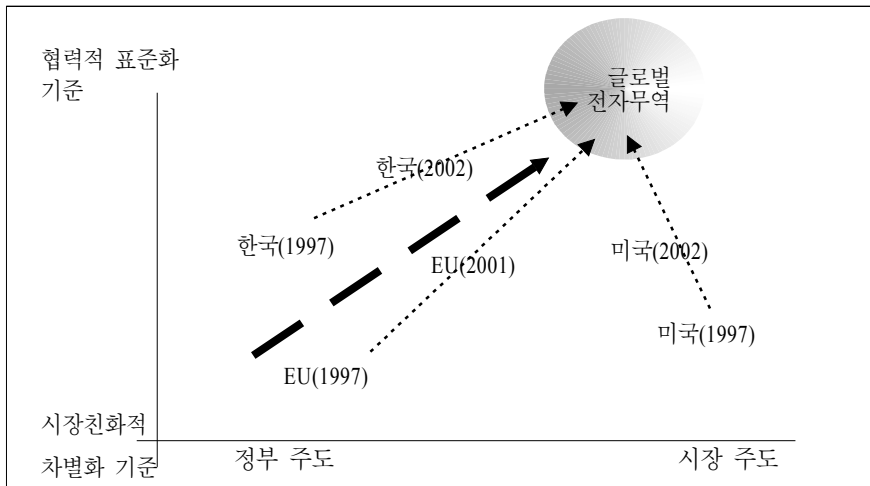 협력적 표준화
기준
글로벌
전자무역
한국(2002)
한국(1997)
EU(2001)
미국(2002)
미국(1997)
EU(1997)
시장친화적
차별화 기준
정부 주도
시장 주도